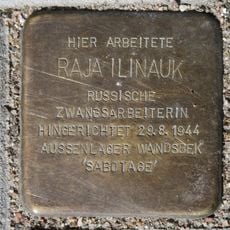 HIER ARBEITETE
RAJA ILINAUK
RUSSISCHE
ZWANGSARBEITERIN
HINGERICHTET 29.8.1944
AUSSENLAGER WANDSBEK
'SABOTAGE'